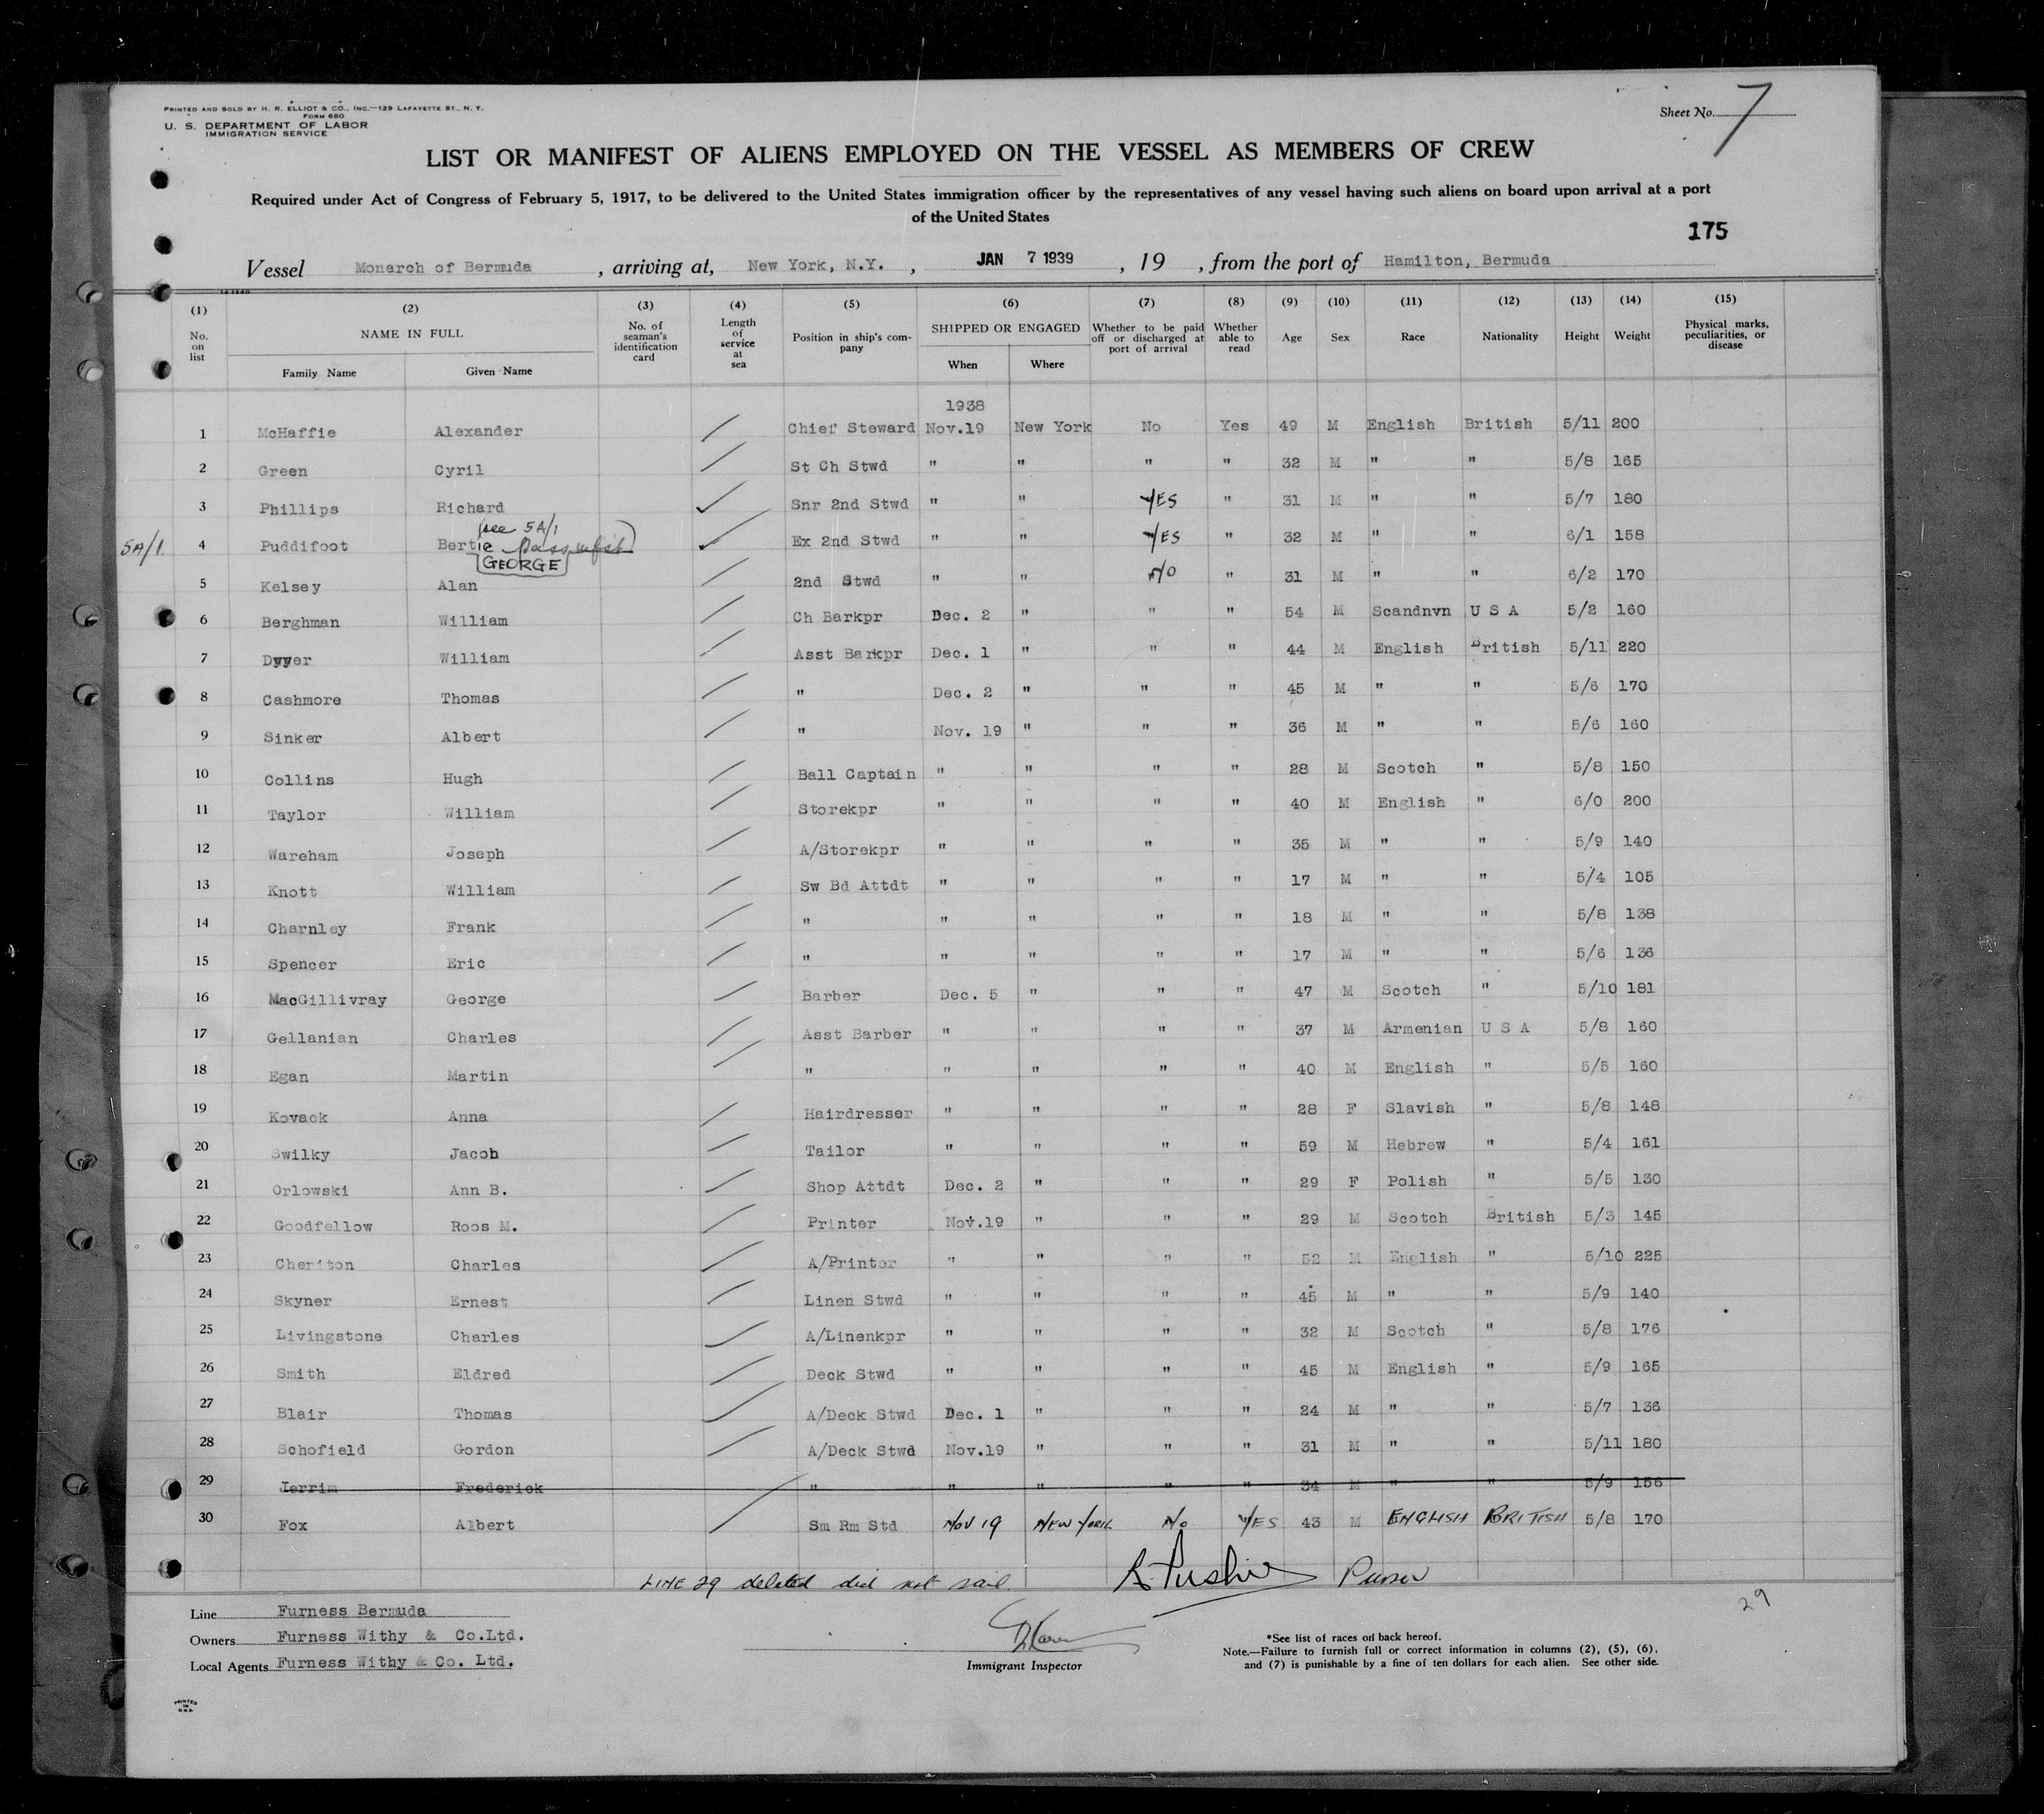 PRINTED AND SOLD BY H. R. ELLIOT & CO., INC.—129 LAFAYETTE ST., N. Y.
FORM 680
U. S. DEPARTMENT OF LABOR
IMMIGRATION SERVICE
Sheet No. 7
LIST OR MANIFEST OF ALIENS EMPLOYED ON THE VESSEL AS MEMBERS OF CREW
Required under Act of Congress of February 5, 1917, to be delivered to the United States immigration officer by the representatives of any vessel having such aliens on board upon arrival at a port
of the United States
175
Vessel Monarch of Bermuda , arriving at, New York, N.Y. , JAN 7 1939 , 19 , from the port of Hamilton, Bermuda
(1) (2) (3) (4) (5) (6) (7) (8) (9) (10) (11) (12) (13) (14) (15)
No. on list NAME IN FULL Family Name Given Name No. of seaman's identification card Length of service at sea Position in ship's company SHIPPED OR ENGAGED When Where Whether to be paid off or discharged at port of arrival Whether able to read Age Sex Race Nationality Height Weight Physical marks, peculiarities, or disease
1938
1 McHaffie Alexander Chief Steward Nov.19 New York No Yes 49 M English British 5/11 200
2 Green Cyril St Ch Stwd " " " " 32 M " " 5/8 165
3 Phillips Richard Snr 2nd Stwd " " YES " 31 M " " 5/7 180
(see 5A/1
5A/1 4 Puddifoot Bertie Ex 2nd Stwd " " YES " 32 M " " 6/1 158
GEORGE
5 Kelsey Alan 2nd Stwd " " NO " 31 M " " 6/2 170
6 Berghman William Ch Barkpr Dec. 2 " " " 54 M Scandnvn U S A 5/2 160
7 Dwyer William Asst Barkpr Dec. 1 " " " 44 M English British 5/11 220
8 Cashmore Thomas " Dec. 2 " " " 45 M " " 5/6 170
9 Sinker Albert " Nov. 19 " " " 36 M " " 5/6 160
10 Collins Hugh Ball Captain " " " " 28 M Scotch " 5/8 150
11 Taylor William Storekpr " " " " 40 M English " 6/0 200
12 Wareham Joseph A/Storekpr " " " " 35 M " " 5/9 140
13 Knott William Sw Bd Attdt " " " " 17 M " " 5/4 105
14 Charnley Frank " " " " " 18 M " " 5/8 138
15 Spencer Eric " " " " " 17 M " " 5/6 136
16 MacGillivray George Barber Dec. 5 " " " 47 M Scotch " 5/10 181
17 Gellanian Charles Asst Barber " " " " 37 M Armenian U S A 5/8 160
18 Egan Martin " " " " " 40 M English " 5/5 160
19 Kovack Anna Hairdresser " " " " 28 F Slavish " 5/8 148
20 Swilky Jacob Tailor " " " " 59 M Hebrew " 5/4 161
21 Orlowski Ann B. Shop Attdt Dec. 2 " " " 29 F Polish " 5/5 130
22 Goodfellow Roos M. Printer Nov.19 " " " 29 M Scotch British 5/3 145
23 Cheriton Charles A/Printer " " " " 52 M English " 5/10 225
24 Skyner Ernest Linen Stwd " " " " 45 M " " 5/9 140
25 Livingstone Charles A/Linenkpr " " " " 32 M Scotch " 5/8 176
26 Smith Eldred Deck Stwd " " " " 45 M English " 5/9 165
27 Blair Thomas A/Deck Stwd Dec. 1 " " " 24 M " " 5/7 136
28 Schofield Gordon A/Deck Stwd Nov.19 " " " 31 M " " 5/11 180
29 Jerrim Frederick " " " " " 34 M " " 5/9 156
30 Fox Albert Sm Rm Std NOV 19 NEW YORK No YES 43 M ENGLISH BRITISH 5/8 170
LINE 29 deleted did not sail. Purser
29
Line Furness Bermuda
Owners Furness Withy & Co.Ltd.
Local Agents Furness Withy & Co. Ltd.
Immigrant Inspector
*See list of races on back hereof.
Note.—Failure to furnish full or correct information in columns (2), (5), (6),
and (7) is punishable by a fine of ten dollars for each alien. See other side.
PRINTED
IN
U.S.A.